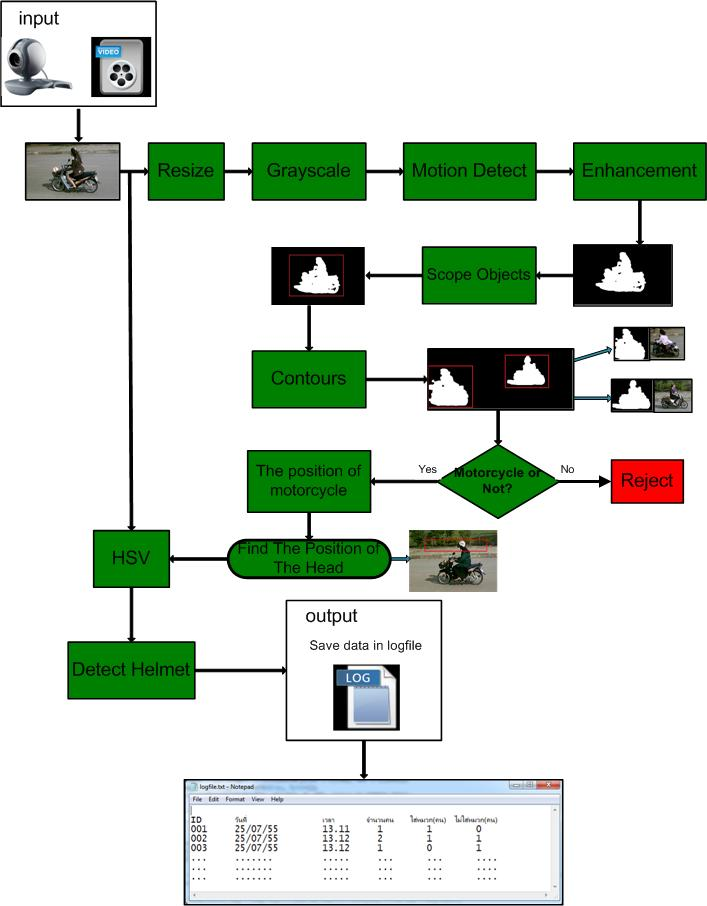 input
VIDEO
Resize
Grayscale
Motion Detect
Enhancement
Scope Objects
Contours
Motorcycle or
Not?
Yes
No
Reject
The position of
motorcycle
Find The Position of
The Head
HSV
Detect Helmet
output
Save data in logfile
LOG
logfile.txt - Notepad
File Edit Format View Help
ID วันที่ เวลา จำนวนคน ใส่หมวก(คน) ไม่ใส่หมวก(คน)
001 25/07/55 13.11 1 1 0
002 25/07/55 13.12 2 1 1
003 25/07/55 13.12 1 0 1
... ....... ..... ... ... ....
... ....... ..... ... ... ....
... ....... ..... ... ... ....